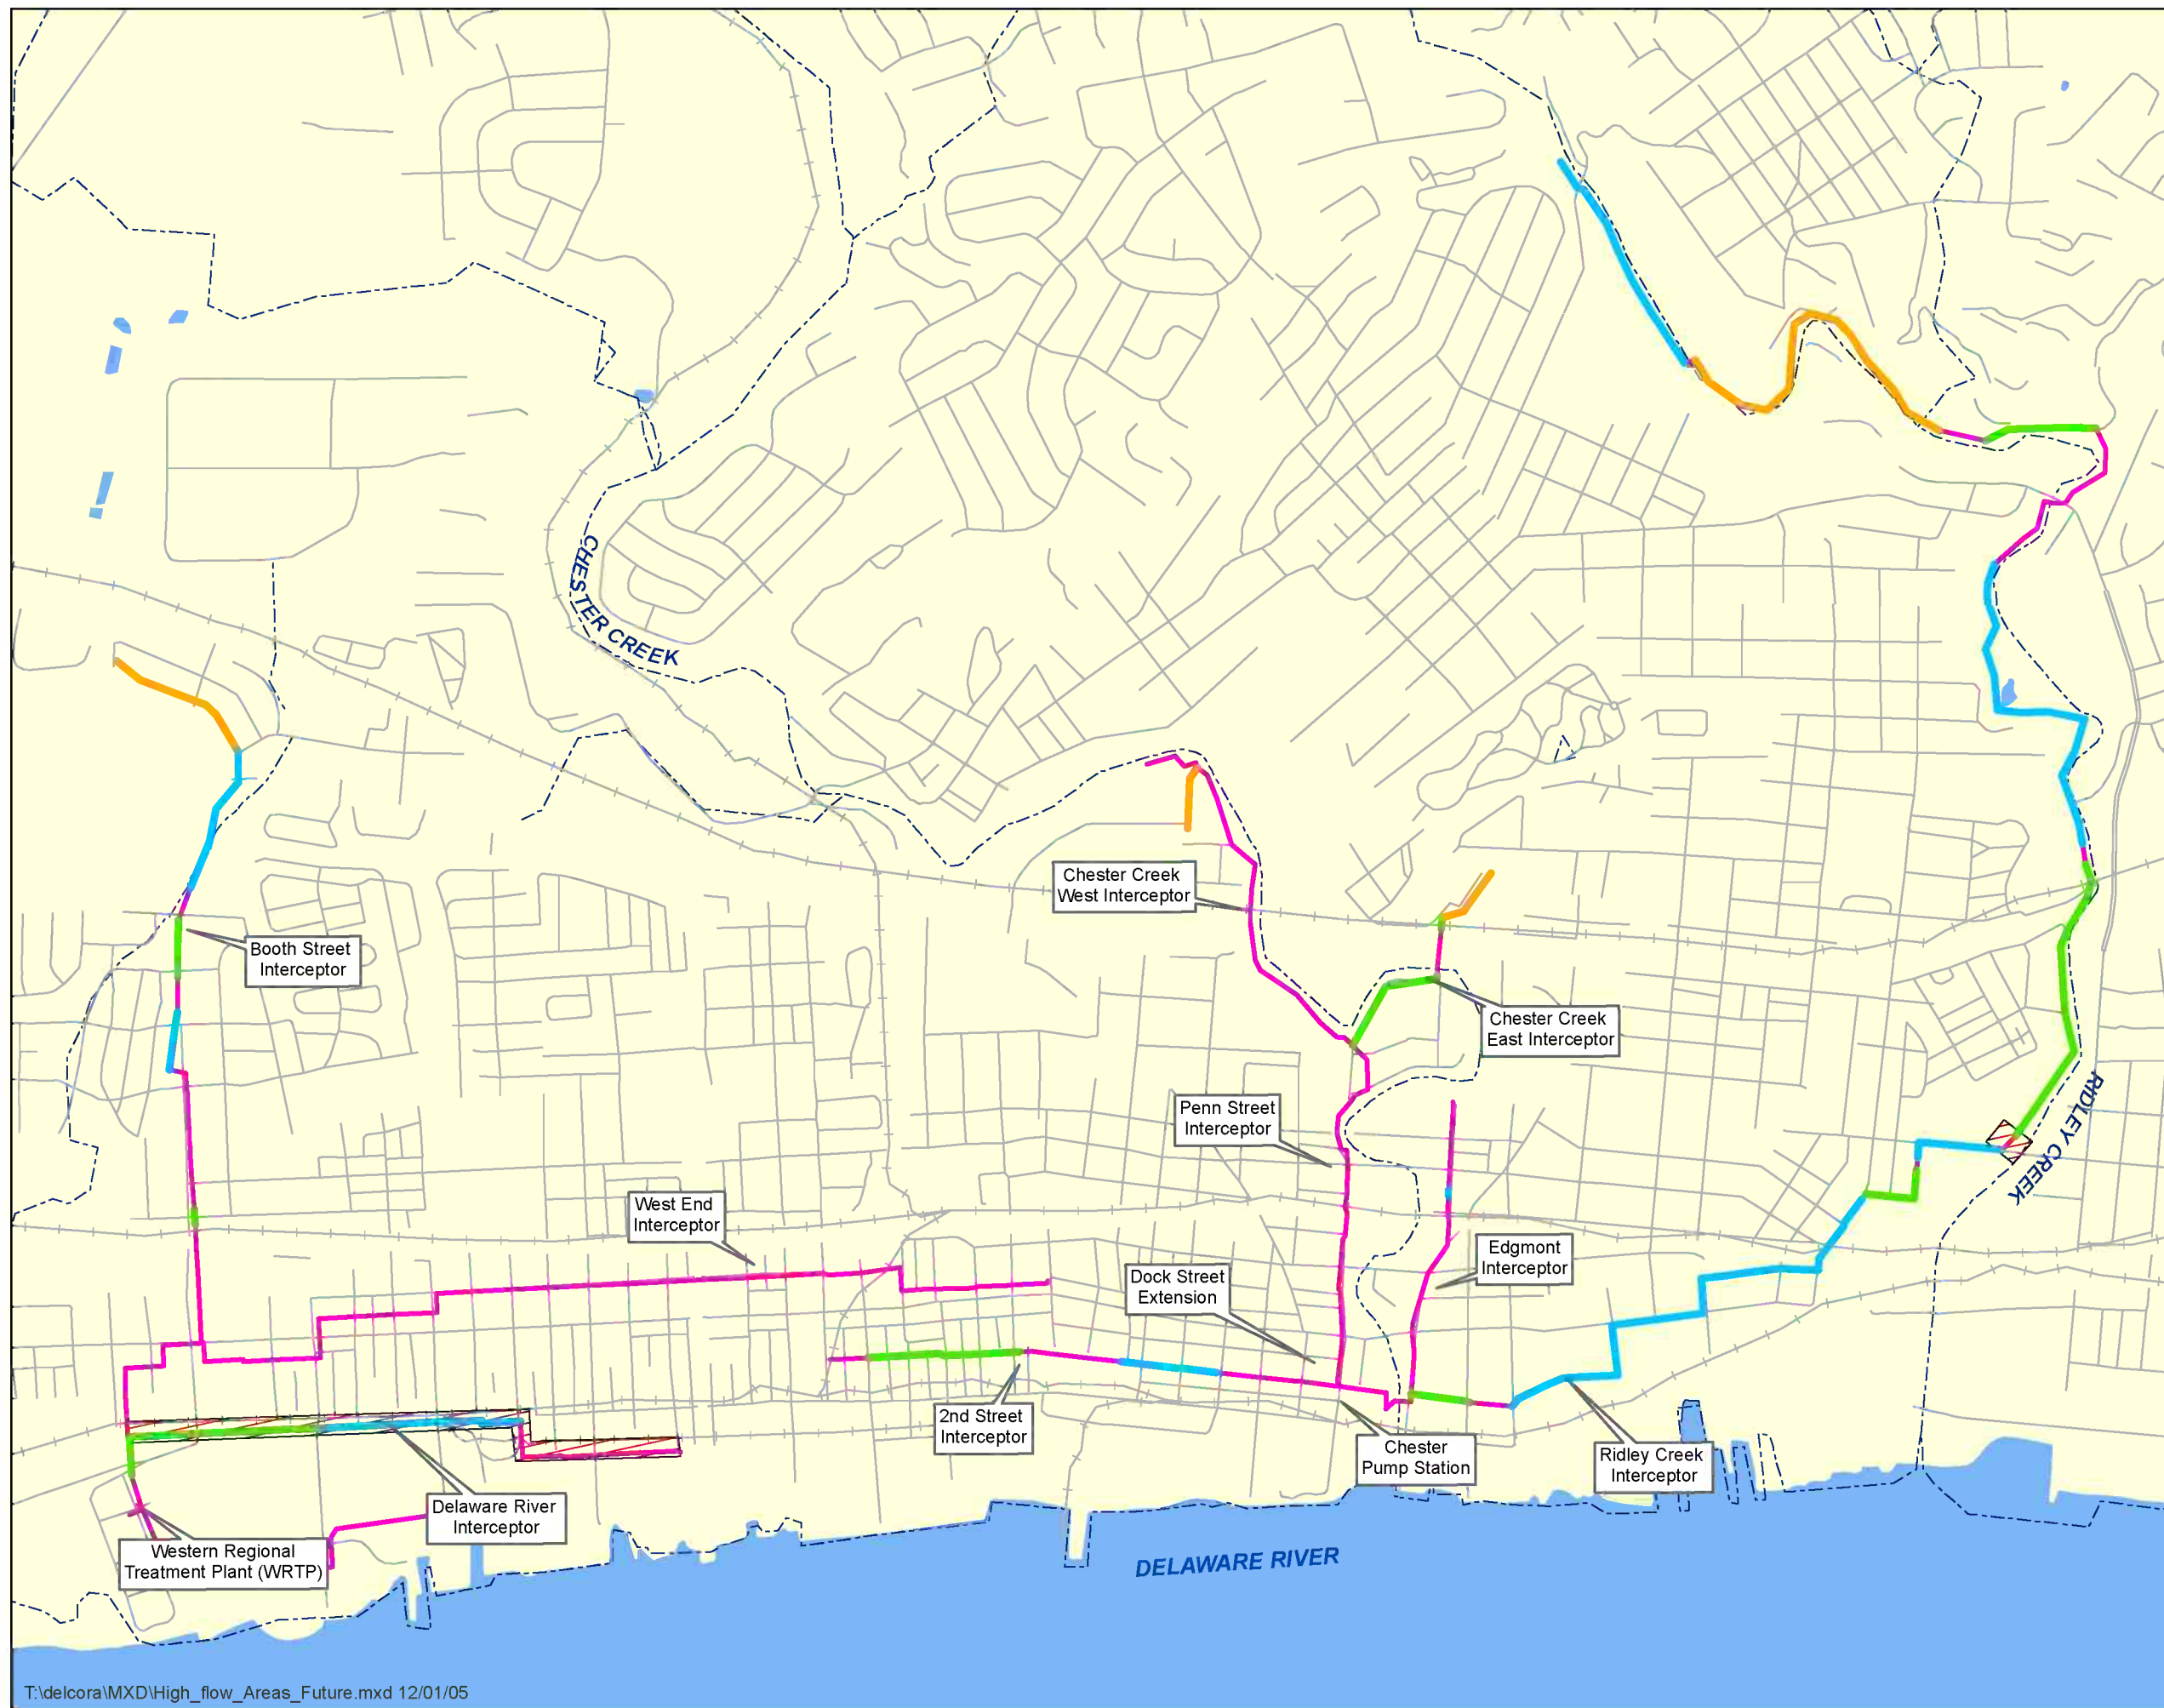 CHESTER CREEK
Chester Creek
West Interceptor
Booth Street
Interceptor
Chester Creek
East Interceptor
Penn Street
Interceptor
RIDLEY CREEK
West End
Interceptor
Edgmont
Interceptor
Dock Street
Extension
2nd Street
Interceptor
Chester
Pump Station
Ridley Creek
Interceptor
Delaware River
Interceptor
Western Regional
Treatment Plant (WRTP)
DELAWARE RIVER
T:\delcora\MXD\High_flow_Areas_Future.mxd 12/01/05